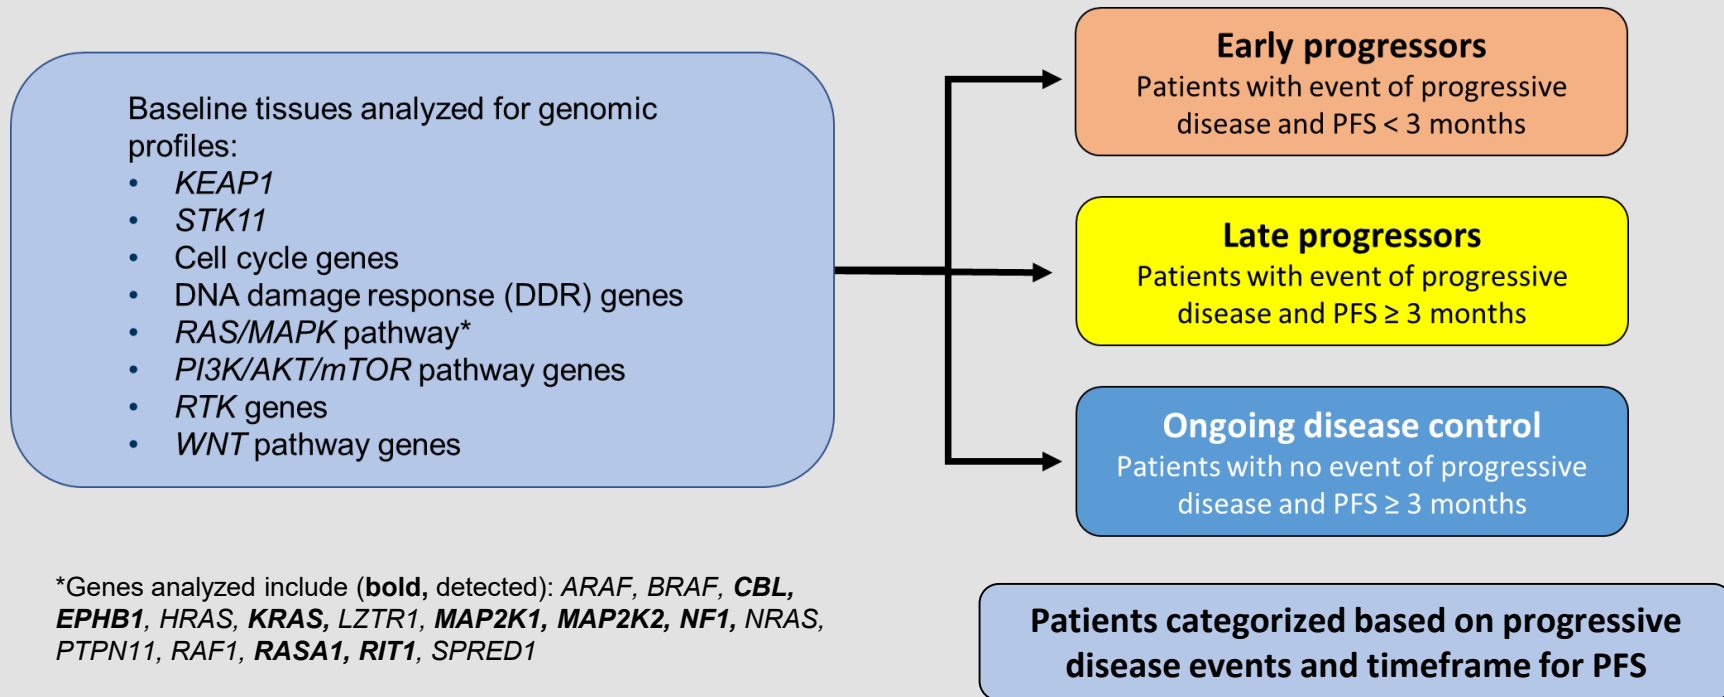 Baseline tissues analyzed for genomic
profiles:
• KEAP1
• STK11
• Cell cycle genes
• DNA damage response (DDR) genes
• RAS/MAPK pathway*
• PI3K/AKT/mTOR pathway genes
• RTK genes
• WNT pathway genes
*Genes analyzed include (bold, detected): ARAF, BRAF, CBL,
EPHB1, HRAS, KRAS, LZTR1, MAP2K1, MAP2K2, NF1, NRAS,
PTPN11, RAF1, RASA1, RIT1, SPRED1
Early progressors
Patients with event of progressive
disease and PFS < 3 months
Late progressors
Patients with event of progressive
disease and PFS ≥ 3 months
Ongoing disease control
Patients with no event of progressive
disease and PFS ≥ 3 months
Patients categorized based on progressive
disease events and timeframe for PFS